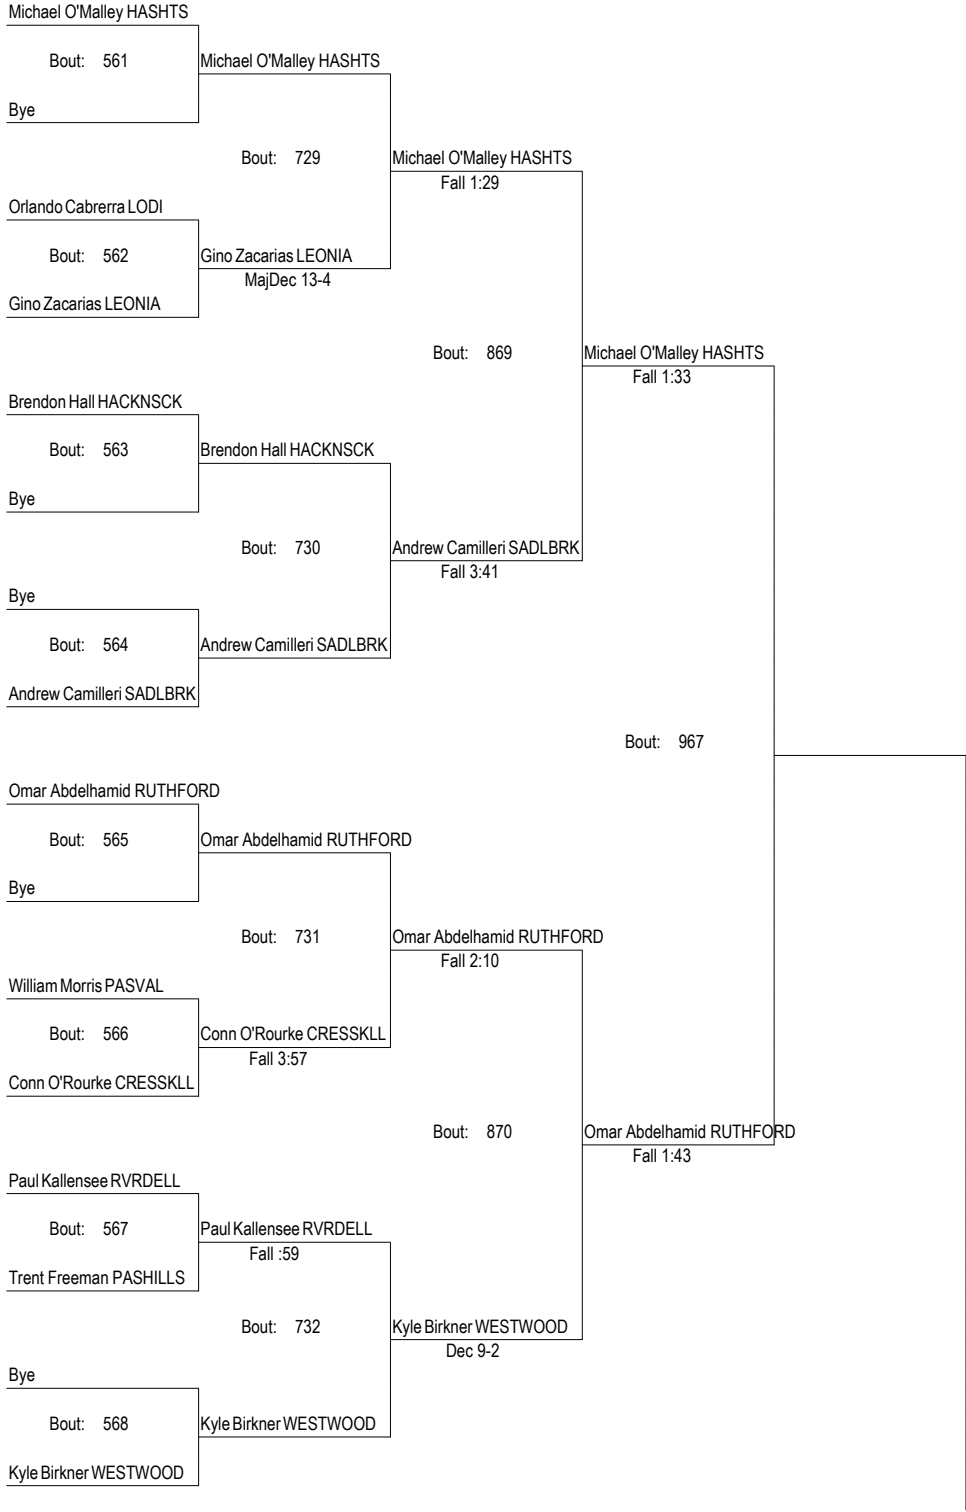 Michael O'Malley HASHTS
Bout: 561 Michael O'Malley HASHTS
Bye
Bout: 729 Michael O'Malley HASHTS
Fall 1:29
Orlando Cabrerra LODI
Bout: 562 Gino Zacarias LEONIA
MajDec 13-4
Gino Zacarias LEONIA
Bout: 869 Michael O'Malley HASHTS
Fall 1:33
Brendon Hall HACKNSCK
Bout: 563 Brendon Hall HACKNSCK
Bye
Bout: 730 Andrew Camilleri SADLBRK
Fall 3:41
Bye
Bout: 564 Andrew Camilleri SADLBRK
Andrew Camilleri SADLBRK
Bout: 967
Omar Abdelhamid RUTHFORD
Bout: 565 Omar Abdelhamid RUTHFORD
Bye
Bout: 731 Omar Abdelhamid RUTHFORD
Fall 2:10
William Morris PASVAL
Bout: 566 Conn O'Rourke CRESSKLL
Fall 3:57
Conn O'Rourke CRESSKLL
Bout: 870 Omar Abdelhamid RUTHFORD
Fall 1:43
Paul Kallensee RVRDELL
Bout: 567 Paul Kallensee RVRDELL
Fall :59
Trent Freeman PASHILLS
Bout: 732 Kyle Birkner WESTWOOD
Dec 9-2
Bye
Bout: 568 Kyle Birkner WESTWOOD
Kyle Birkner WESTWOOD